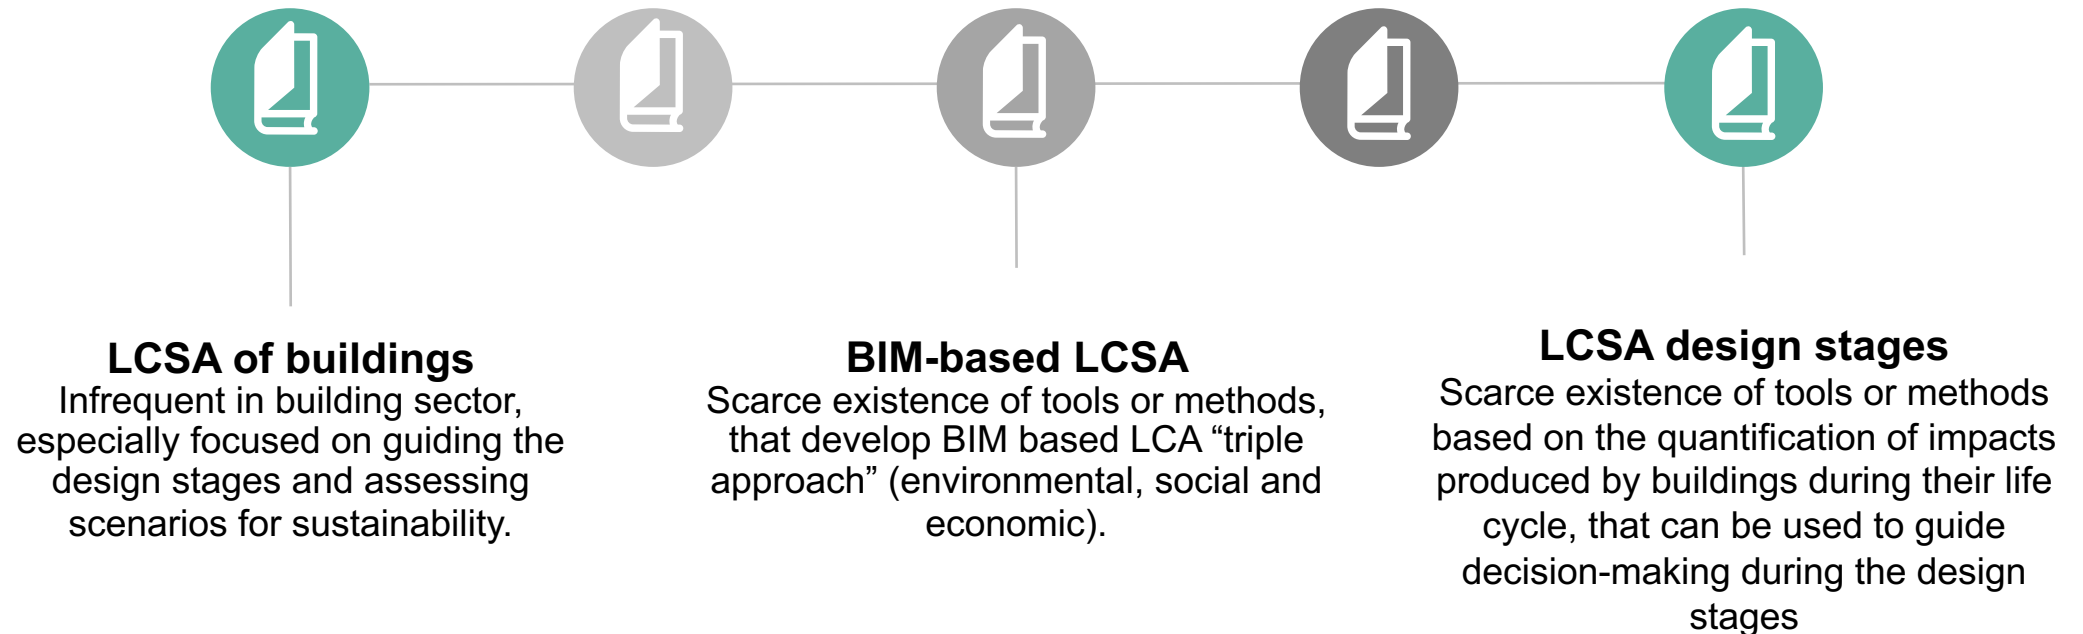 LCSA of buildings
Infrequent in building sector,
especially focused on guiding the
design stages and assessing
scenarios for sustainability.
BIM-based LCSA
Scarce existence of tools or methods,
that develop BIM based LCA “triple
approach” (environmental, social and
economic).
LCSA design stages
Scarce existence of tools or methods
based on the quantification of impacts
produced by buildings during their life
cycle, that can be used to guide
decision-making during the design
stages